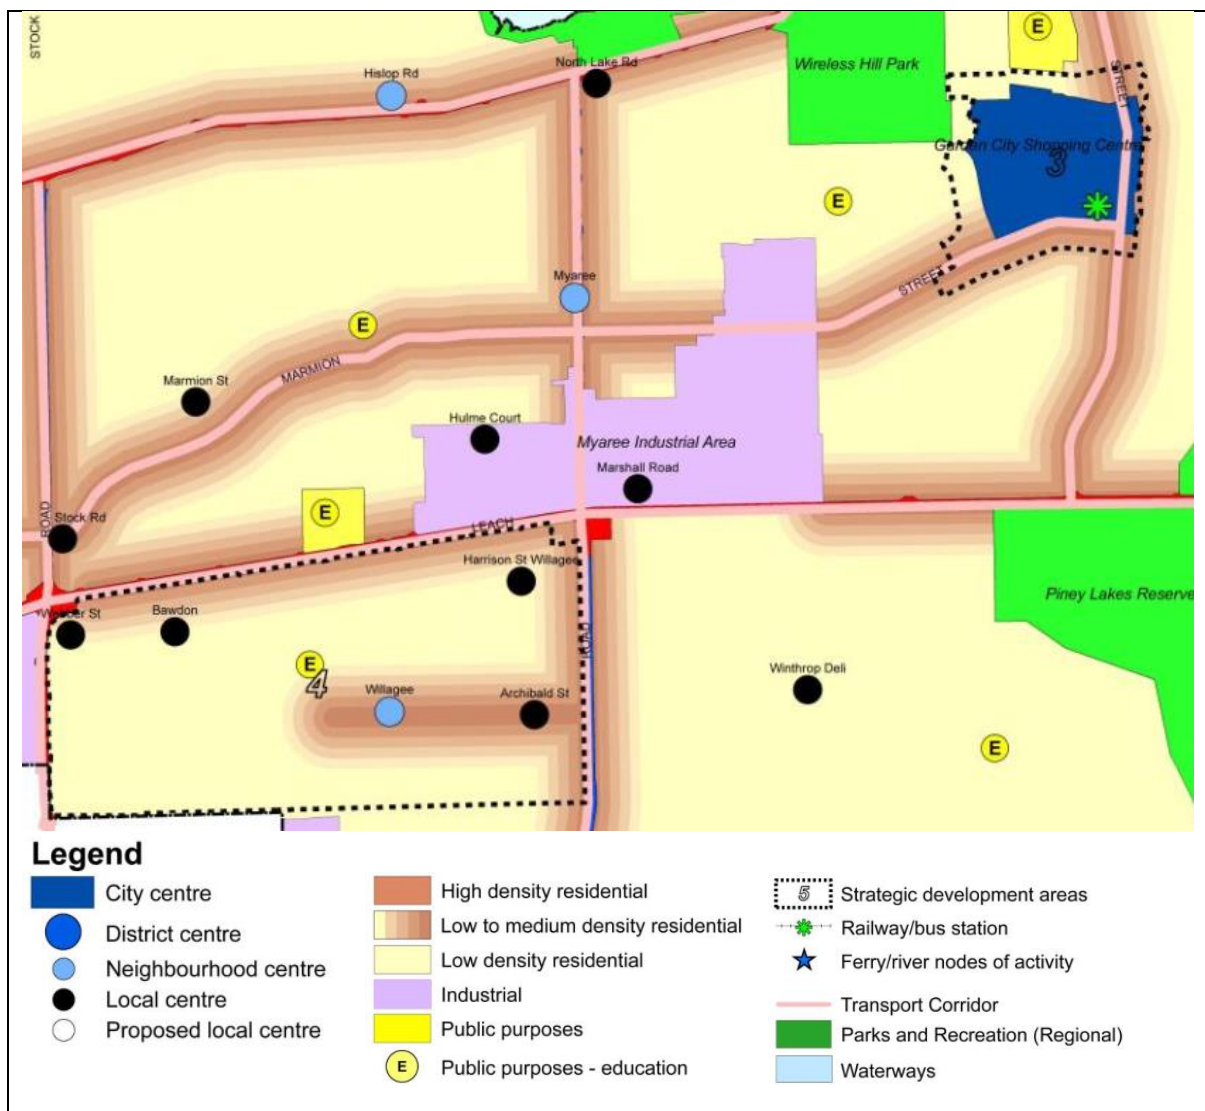 STOCK
E
Hislop Rd
North Lake Rd
Wireless Hill Park
STREET
Garden City Shopping Centre
3
E
Myaree
STREET
E
MARMION
Marmion St
Hulme Court
Myaree Industrial Area
Marshall Road
E
Stock Rd
ROAD
LEACH
Harrison St Willagee
Piney Lakes Reserve
Webber St
Bawdon
ROAD
E
4
Willagee
Archibald St
Winthrop Deli
E
Legend
City centre
District centre
Neighbourhood centre
Local centre
Proposed local centre
High density residential
Low to medium density residential
Low density residential
Industrial
Public purposes
E
Public purposes - education
5
Strategic development areas
Railway/bus station
Ferry/river nodes of activity
Transport Corridor
Parks and Recreation (Regional)
Waterways